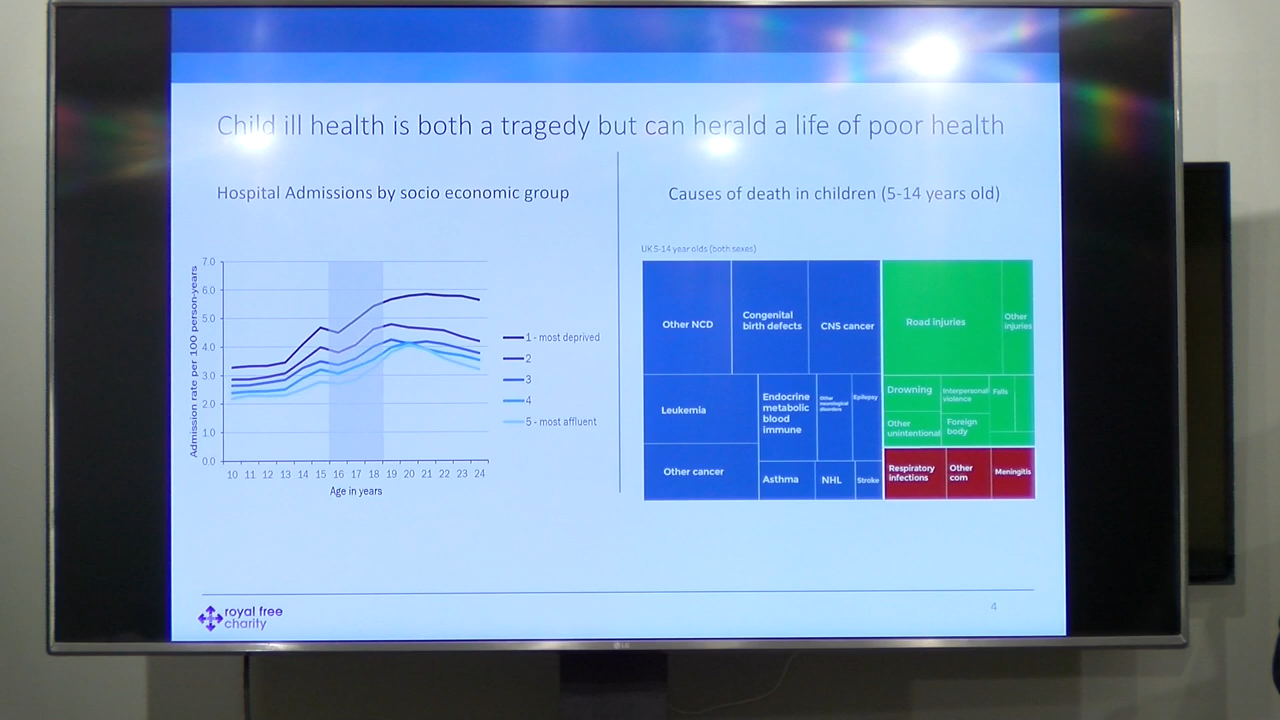 Child ill health is both a tragedy but can herald a life of poor health
Hospital Admissions by socio economic group
Admission rate per 100 person-years
7.0
6.0
5.0
4.0
3.0
2.0
1.0
0.0
10 11 12 13 14 15 16 17 18 19 20 21 22 23 24
Age in years
1 - most deprived
2
3
4
5 - most affluent
Causes of death in children (5-14 years old)
UK 5-14 year olds (both sexes)
Other NCD
Congenital
birth defects
CNS cancer
Leukemia
Endocrine
metabolic
blood
immune
Other
neurological
disorders
Epilepsy
Other cancer
Asthma
NHL
Stroke
Road injuries
Other
injuries
Drowning
Interpersonal
violence
Falls
Other
unintentional
Foreign
body
Respiratory
infections
Other
com
Meningitis
royal free
charity
4
LG